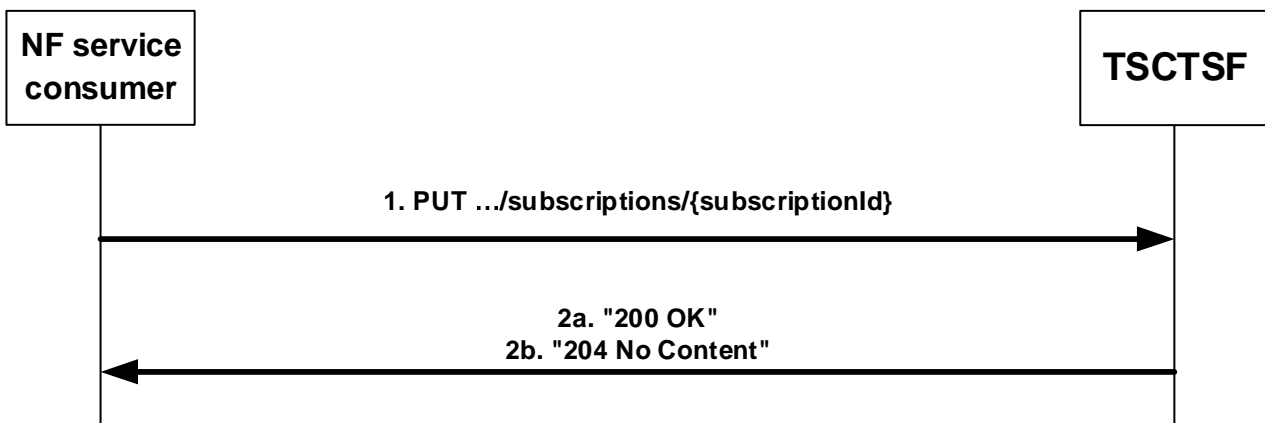 NF service
consumer
TSCTSF
1. PUT …/subscriptions/{subscriptionId}
2a. "200 OK"
2b. "204 No Content"